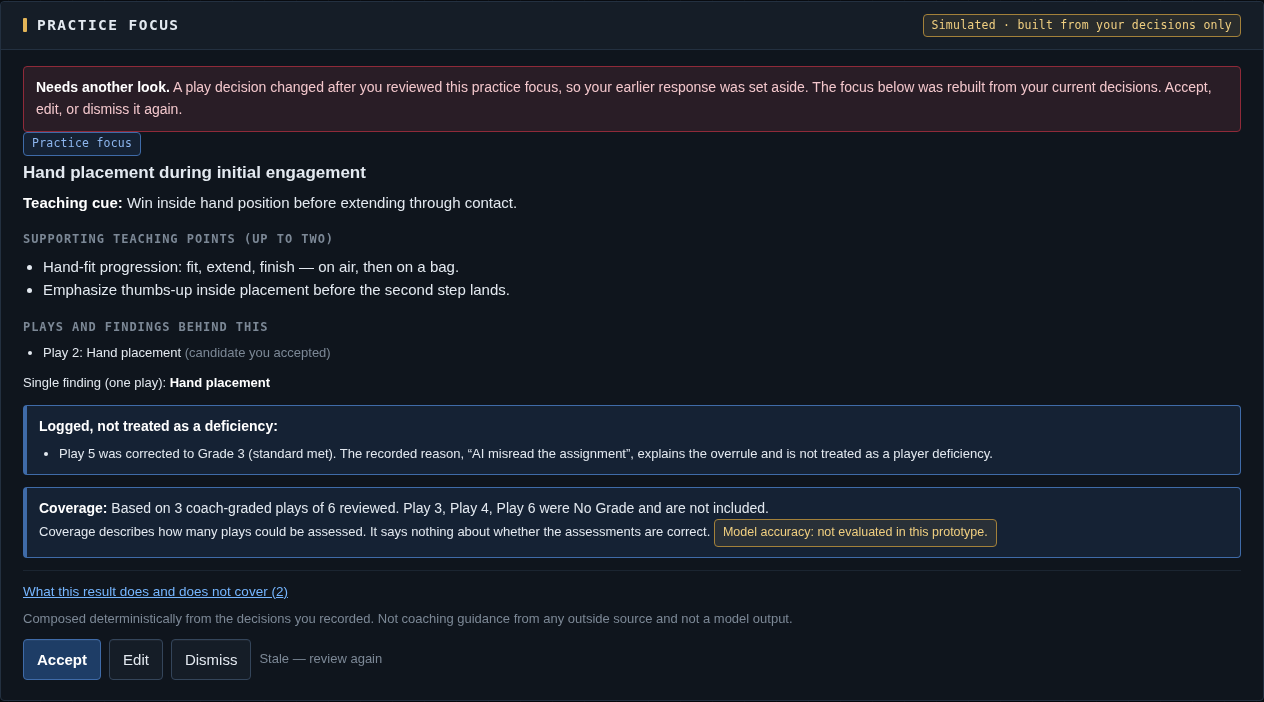 PRACTICE FOCUS
Simulated · built from your decisions only
Needs another look. A play decision changed after you reviewed this practice focus, so your earlier response was set aside. The focus below was rebuilt from your current decisions. Accept,
edit, or dismiss it again.
Practice focus
Hand placement during initial engagement
Teaching cue: Win inside hand position before extending through contact.
SUPPORTING TEACHING POINTS (UP TO TWO)
• Hand-fit progression: fit, extend, finish — on air, then on a bag.
• Emphasize thumbs-up inside placement before the second step lands.
PLAYS AND FINDINGS BEHIND THIS
• Play 2: Hand placement (candidate you accepted)
Single finding (one play): Hand placement
Logged, not treated as a deficiency:
• Play 5 was corrected to Grade 3 (standard met). The recorded reason, “AI misread the assignment”, explains the overrule and is not treated as a player deficiency.
Coverage: Based on 3 coach-graded plays of 6 reviewed. Play 3, Play 4, Play 6 were No Grade and are not included.
Coverage describes how many plays could be assessed. It says nothing about whether the assessments are correct. Model accuracy: not evaluated in this prototype.
What this result does and does not cover (2)
Composed deterministically from the decisions you recorded. Not coaching guidance from any outside source and not a model output.
Accept Edit Dismiss Stale — review again